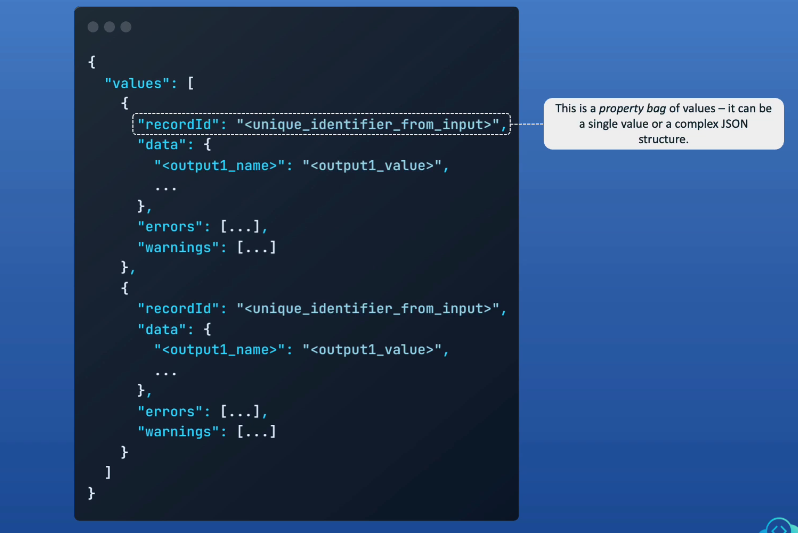 {
"values": [
{
"recordId": "<unique_identifier_from_input>",
"data": {
"<output1_name>": "<output1_value>",
...
},
"errors": [...],
"warnings": [...]
},
{
"recordId": "<unique_identifier_from_input>",
"data": {
"<output1_name>": "<output1_value>",
...
},
"errors": [...],
"warnings": [...]
}
]
}
This is a property bag of values – it can be
a single value or a complex JSON
structure.